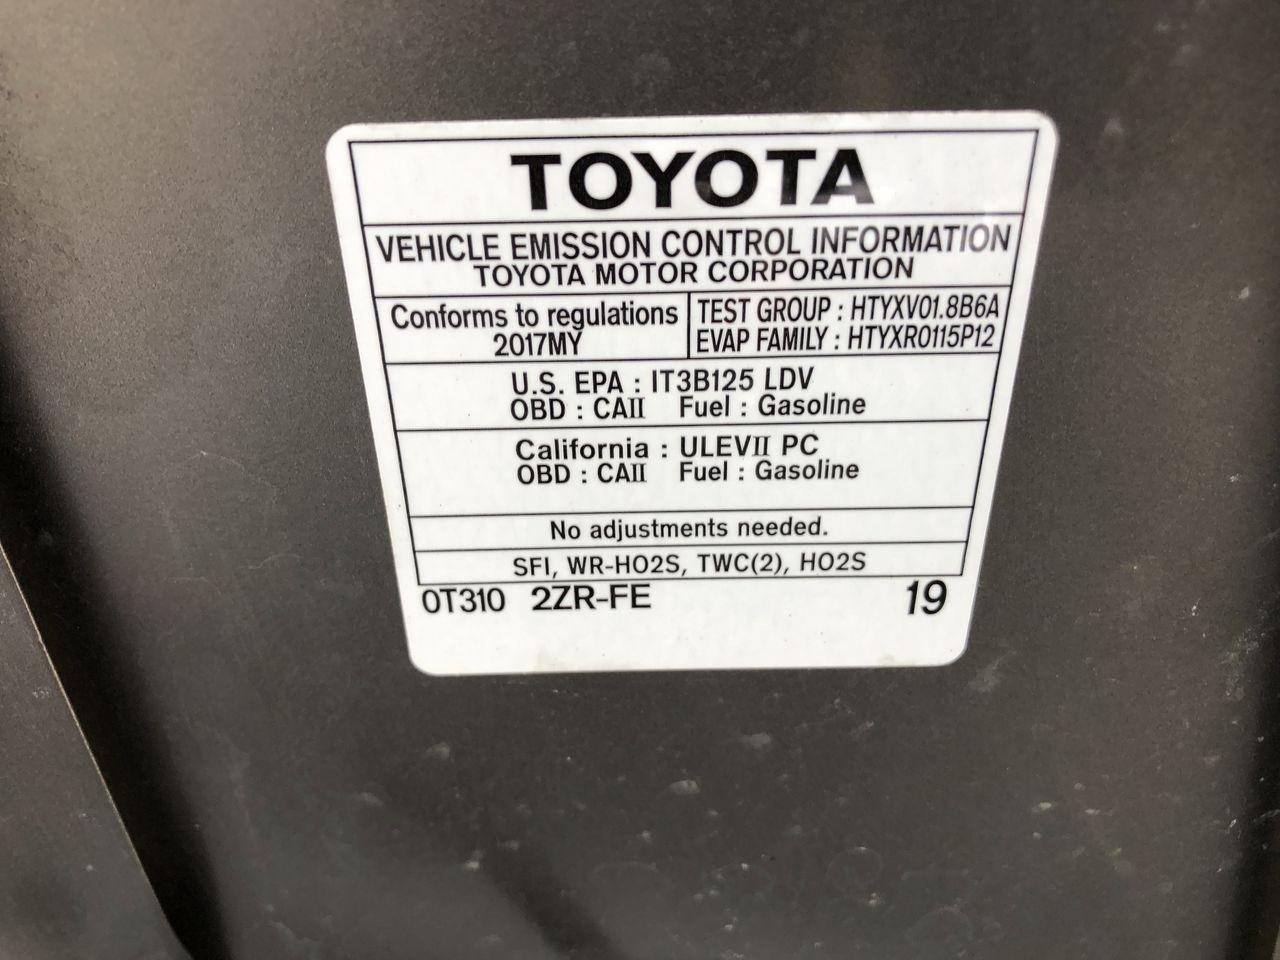 TOYOTA
VEHICLE EMISSION CONTROL INFORMATION
TOYOTA MOTOR CORPORATION
Conforms to regulations
2017MY
TEST GROUP : HTYXV01.8B6A
EVAP FAMILY : HTYXR0115P12
U.S. EPA : IT3B125 LDV
OBD : CAII Fuel : Gasoline
California : ULEVII PC
OBD : CAII Fuel : Gasoline
No adjustments needed.
SFI, WR-HO2S, TWC(2), HO2S
0T310 2ZR-FE 19